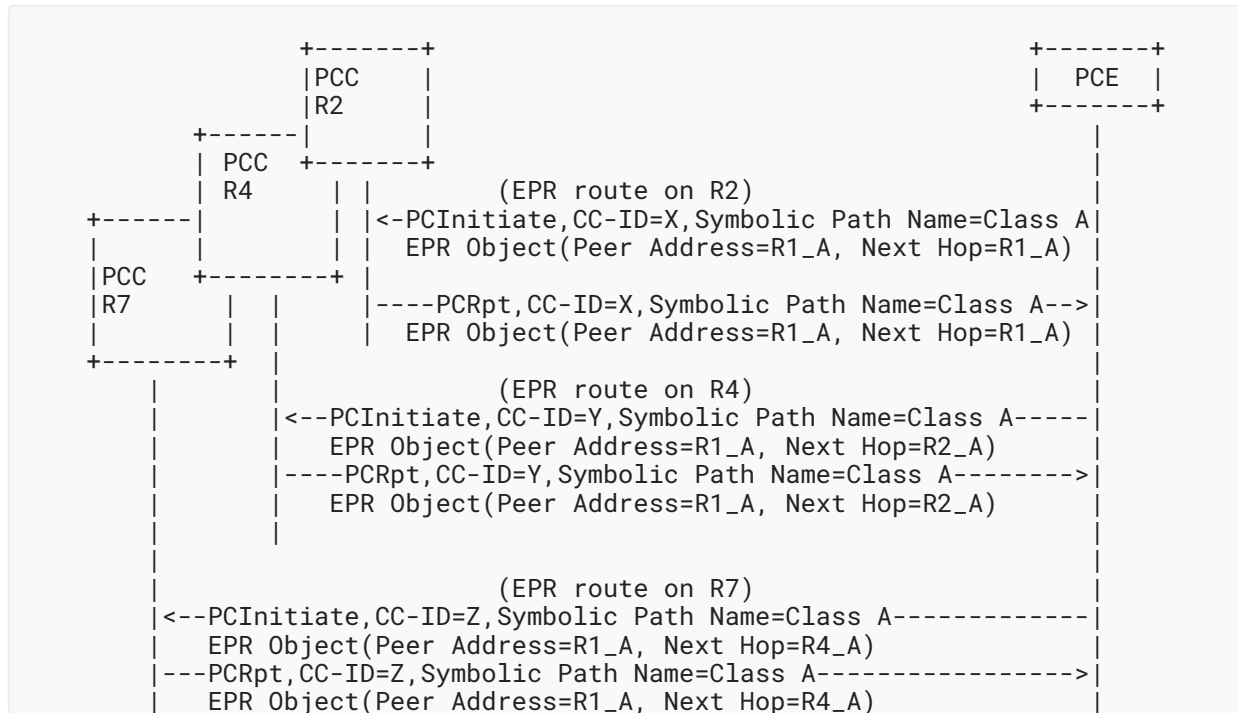 +-------+                                  +-------+
                 |PCC    |                                  |  PCE  |
                 |R2     |                                  +-------+
          +------|       |                                      |
          | PCC  +-------+                                      |
          | R4     | |        (EPR route on R2)                 |
   +------|        | |<-PCInitiate,CC-ID=X,Symbolic Path Name=Class A|
   |      |        | |  EPR Object(Peer Address=R1_A, Next Hop=R1_A) |
   |PCC   +--------+ |                                          |
   |R7      |  |     |----PCRpt,CC-ID=X,Symbolic Path Name=Class A-->|
   |        |  |     |  EPR Object(Peer Address=R1_A, Next Hop=R1_A) |
   +--------+  |                                                |
       |       |              (EPR route on R4)                 |
       |       |<--PCInitiate,CC-ID=Y,Symbolic Path Name=Class A-----|
       |       |   EPR Object(Peer Address=R1_A, Next Hop=R2_A) |
       |       |----PCRpt,CC-ID=Y,Symbolic Path Name=Class A-------->|
       |       |   EPR Object(Peer Address=R1_A, Next Hop=R2_A) |
       |       |                                                |
       |                                                        |
       |                      (EPR route on R7)                 |
       |<--PCInitiate,CC-ID=Z,Symbolic Path Name=Class A-------------|
       |   EPR Object(Peer Address=R1_A, Next Hop=R4_A)         |
       |---PCRpt,CC-ID=Z,Symbolic Path Name=Class A----------------->|
       |   EPR Object(Peer Address=R1_A, Next Hop=R4_A)         |